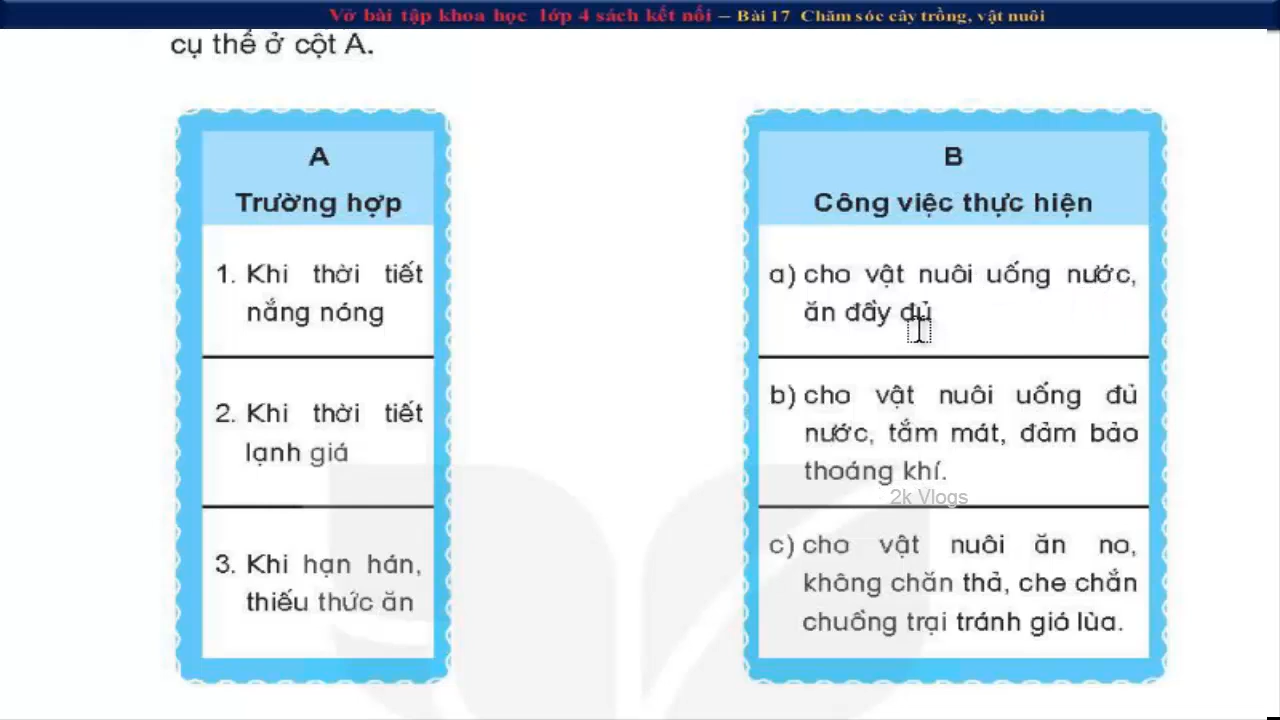 Vở bài tập khoa học lớp 4 sách kết nối – Bài 17 Chăm sóc cây trồng, vật nuôi
cụ thể ở cột A.
A
Trường hợp
1. Khi thời tiết
nắng nóng
2. Khi thời tiết
lạnh giá
3. Khi hạn hán,
thiếu thức ăn
B
Công việc thực hiện
a) cho vật nuôi uống nước,
ăn đầy đủ
b) cho vật nuôi uống đủ
nước, tắm mát, đảm bảo
thoáng khí.
2k Vlogs
c) cho vật nuôi ăn no,
không chăn thả, che chắn
chuồng trại tránh gió lùa.